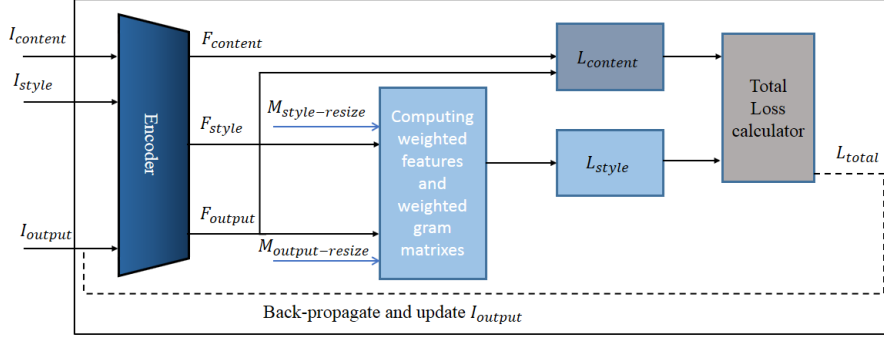 I_content
I_style
I_output
Encoder
F_content
F_style
F_output
M_style-resize
M_output-resize
Computing
weighted
features
and
weighted
gram
matrixes
L_content
L_style
Total
Loss
calculator
L_total
Back-propagate and update I_output